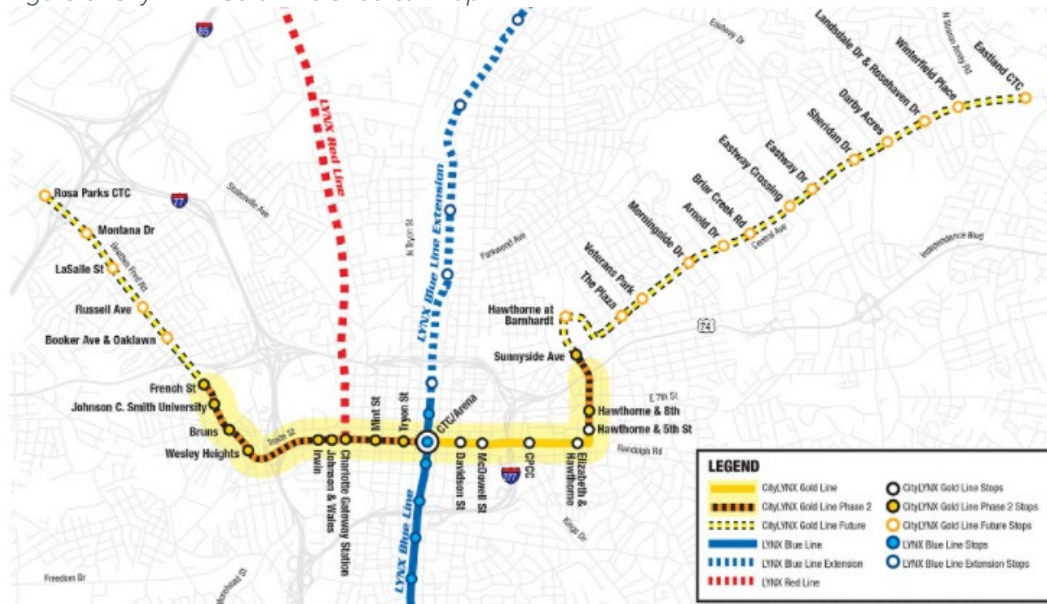 85
Eastway Dr
N Sharon Amity Rd
Eastland CTC
Winterfield Place
Landsdale Dr & Rosehaven Dr
Darby Acres
Sheridan Dr
Eastway Dr
Eastway Crossing
Briar Creek Rd
Arnold Dr
Morningside Dr
Central Ave
Independence Blvd
Veterans Park
The Plaza
74
Hawthorne at
Barnhardt
Sunnyside Ave
E 7th St
Hawthorne & 8th
Hawthorne & 5th St
Randolph Rd
LYNX Red Line
LYNX Blue Line Extension
N Tryon St
Parkwood Ave
Statesville Ave
77
Rosa Parks CTC
Montana Dr
Beatties Ford Rd
LaSalle St
Russell Ave
Booker Ave & Oaklawn
French St
Johnson C. Smith University
Bruns
Wesley Heights
Trade St
Irwin
Johnson & Wales
Charlotte Gateway Station
Mint St
Tryon St
CTC/Arena
Davidson St
McDowell St
277
CPCC
Elizabeth &
Hawthorne
Kings Dr
LYNX Blue Line
Freedom Dr
Morehead St
LEGEND
CityLYNX Gold Line
CityLYNX Gold Line Phase 2
CityLYNX Gold Line Future
LYNX Blue Line
LYNX Blue Line Extension
LYNX Red Line
CityLYNX Gold Line Stops
CityLYNX Gold Line Phase 2 Stops
CityLYNX Gold Line Future Stops
LYNX Blue Line Stops
LYNX Blue Line Extension Stops